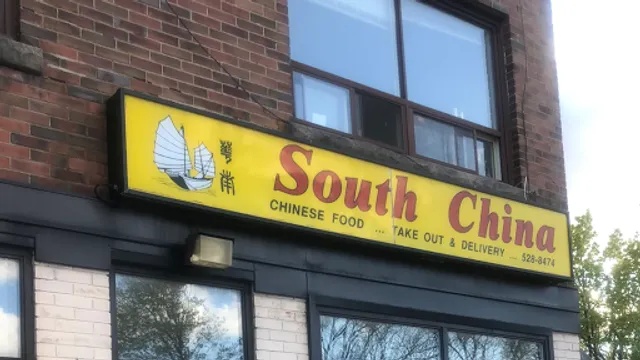 華南
South China
CHINESE FOOD ... TAKE OUT & DELIVERY ... 528-8474